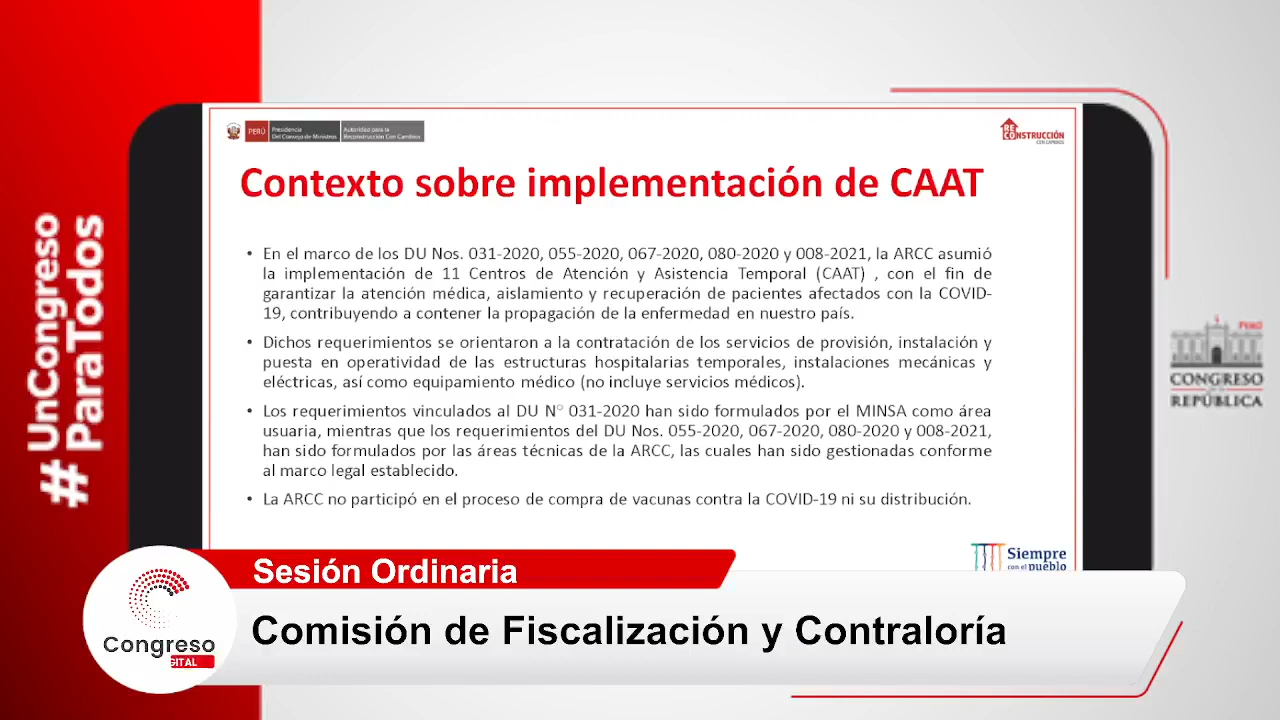 #UnCongreso
ParaTodos
PERÚ
Presidencia
Del Consejo de Ministros
Autoridad para la
Reconstrucción Con Cambios
RECONSTRUCCIÓN
CON CAMBIOS
Contexto sobre implementación de CAAT
• En el marco de los DU Nos. 031-2020, 055-2020, 067-2020, 080-2020 y 008-2021, la ARCC asumió
la implementación de 11 Centros de Atención y Asistencia Temporal (CAAT) , con el fin de
garantizar la atención médica, aislamiento y recuperación de pacientes afectados con la COVID-
19, contribuyendo a contener la propagación de la enfermedad en nuestro país.
• Dichos requerimientos se orientaron a la contratación de los servicios de provisión, instalación y
puesta en operatividad de las estructuras hospitalarias temporales, instalaciones mecánicas y
eléctricas, así como equipamiento médico (no incluye servicios médicos).
• Los requerimientos vinculados al DU N° 031-2020 han sido formulados por el MINSA como área
usuaria, mientras que los requerimientos del DU Nos. 055-2020, 067-2020, 080-2020 y 008-2021,
han sido formulados por las áreas técnicas de la ARCC, las cuales han sido gestionadas conforme
al marco legal establecido.
• La ARCC no participó en el proceso de compra de vacunas contra la COVID-19 ni su distribución.
Siempre
con el pueblo
PERÚ
CONGRESO
REPÚBLICA
Sesión Ordinaria
Comisión de Fiscalización y Contraloría
Congreso
GITAL